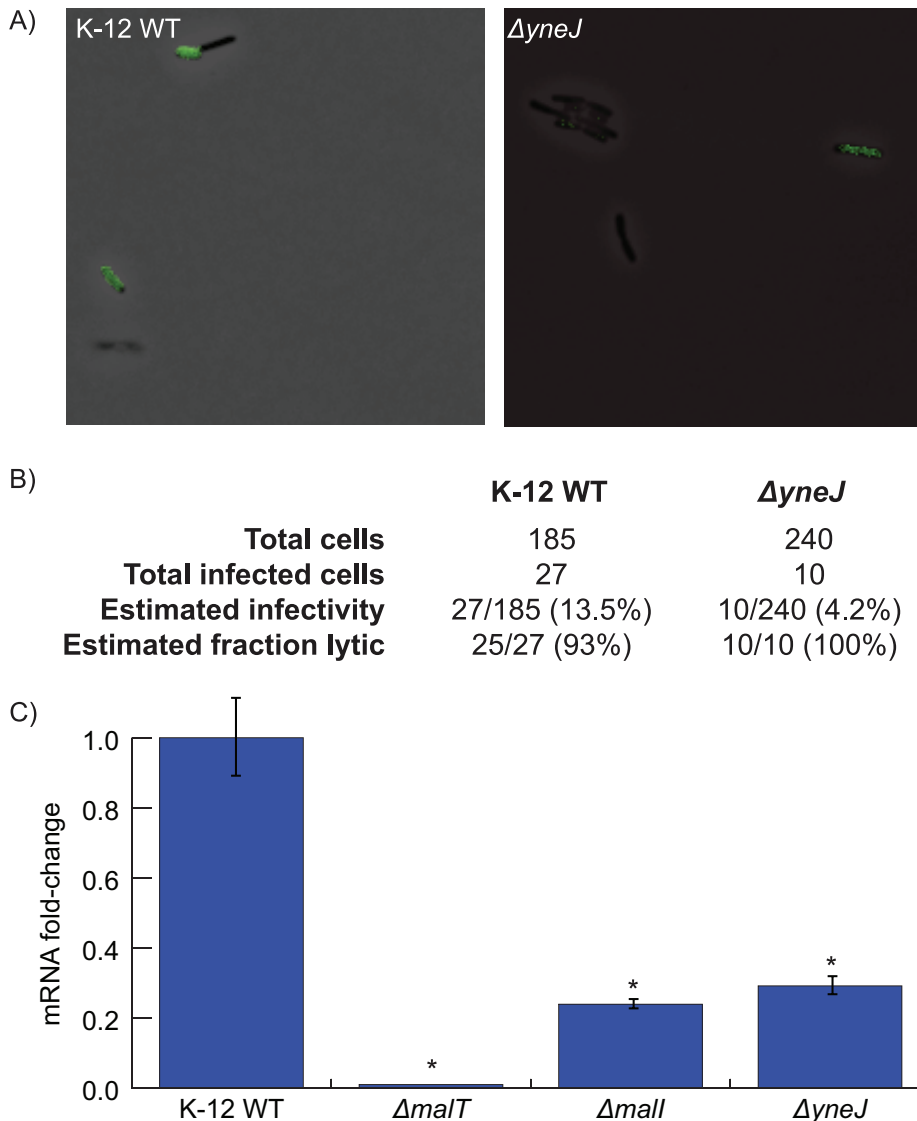 A)
K-12 WT
ΔyneJ
B)
K-12 WT ΔyneJ
Total cells 185 240
Total infected cells 27 10
Estimated infectivity 27/185 (13.5%) 10/240 (4.2%)
Estimated fraction lytic 25/27 (93%) 10/10 (100%)
C)
mRNA fold-change
1.0
0.8
0.6
0.4
0.2
0.0
*
*
*
K-12 WT ΔmalT ΔmalI ΔyneJ